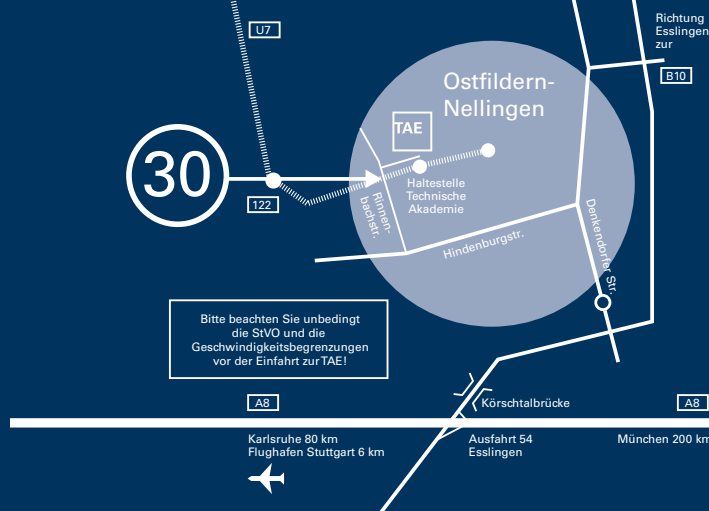 Richtung
Esslingen
zur
B10
U7
Ostfildern-
Nellingen
TAE
30
122
Haltestelle
Technische
Akademie
Rinnen-
bachstr.
Hindenburgstr.
Denkendorfer Str.
Bitte beachten Sie unbedingt
die StVO und die
Geschwindigkeitsbegrenzungen
vor der Einfahrt zur TAE!
A8
Körschtalbrücke
A8
Karlsruhe 80 km
Flughafen Stuttgart 6 km
Ausfahrt 54
Esslingen
München 200 km